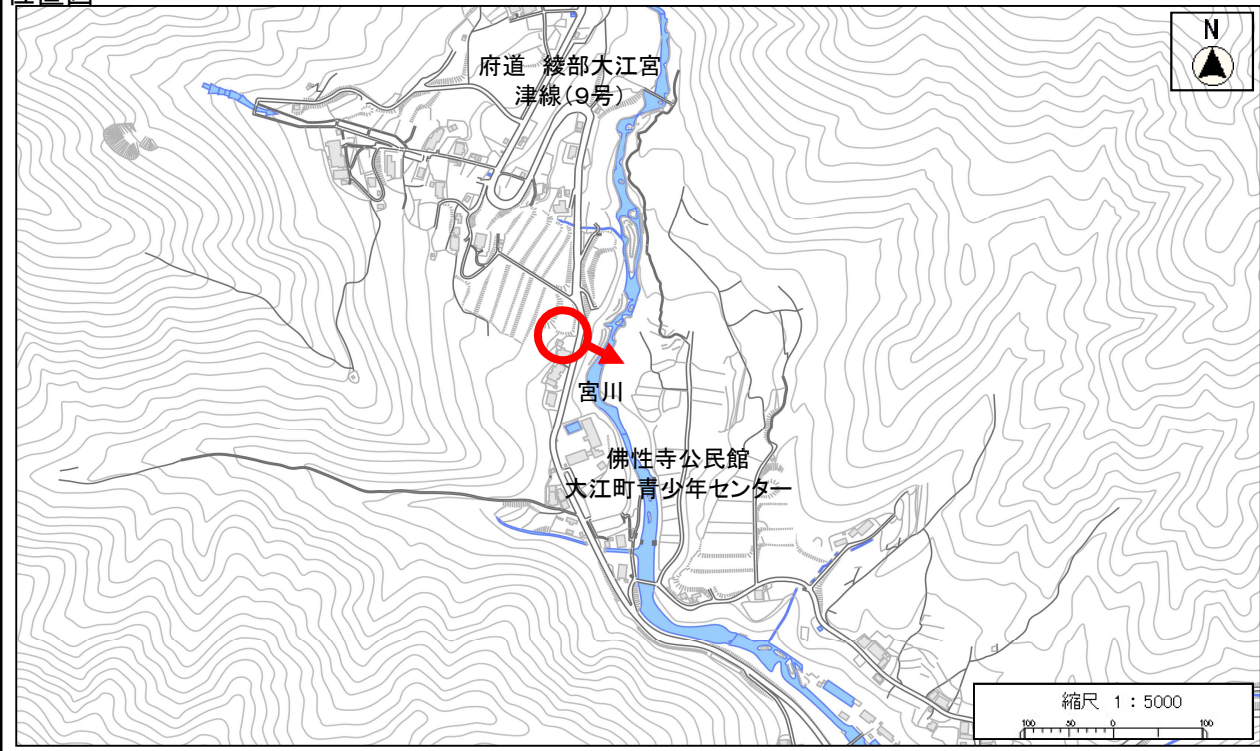 位置図
N
府道 綾部大江宮
津線(9号)
宮川
佛性寺公民館
大江町青少年センター
縮尺 1:5000
100 50 0 100